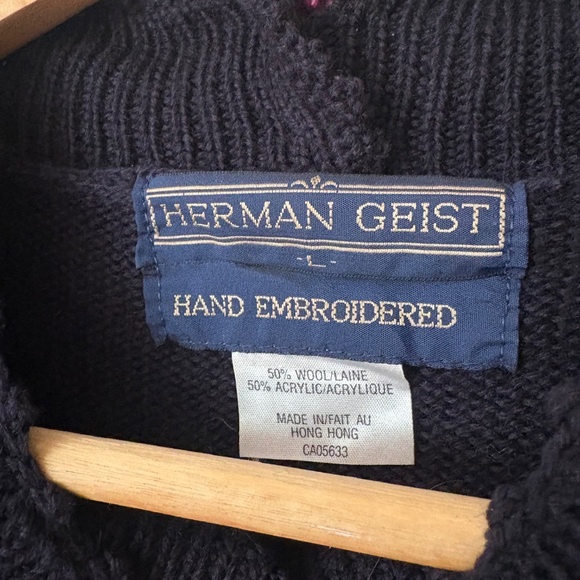 HERMAN GEIST
-L-
HAND EMBROIDERED
50% WOOL/LAINE
50% ACRYLIC/ACRYLIQUE
MADE IN/FAIT AU
HONG HONG
CA05633